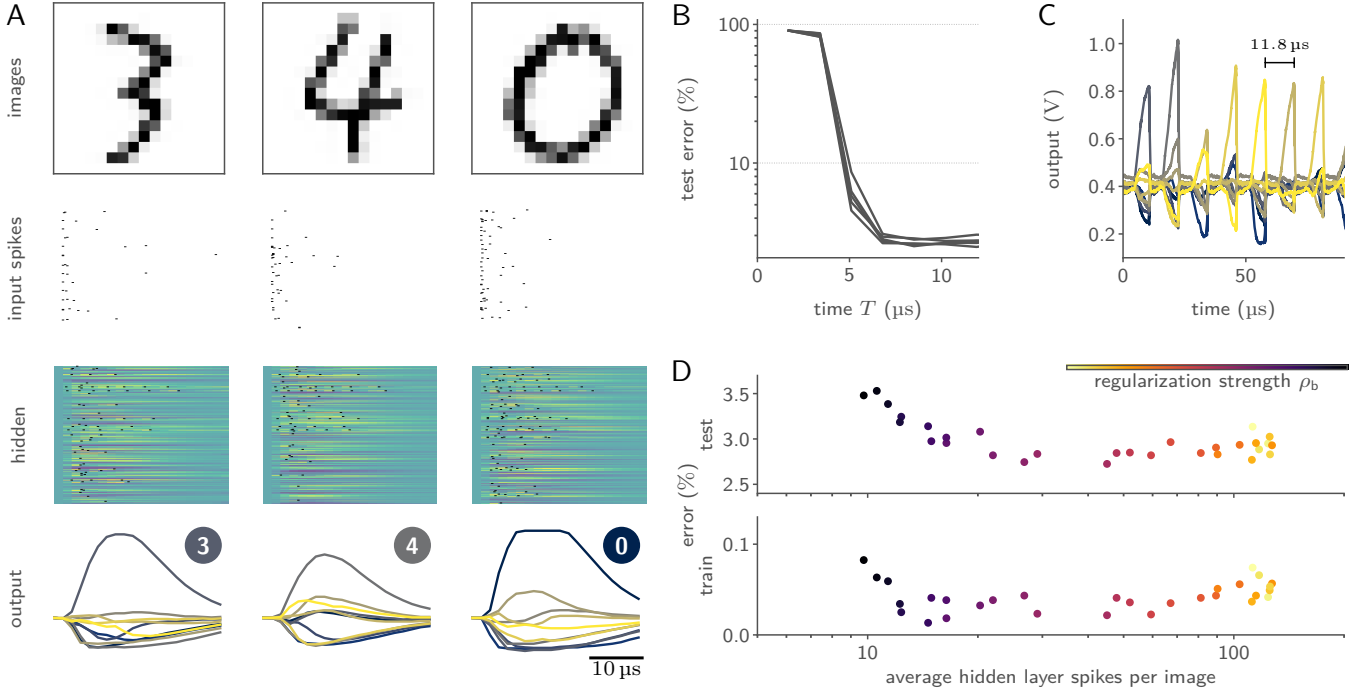 A
images
input spikes
hidden
output
3
4
0
10 µs
B
100%
10%
test error (%)
0
5
10
time T (µs)
C
11.8 µs
1.0
0.8
0.6
0.4
0.2
output (V)
0
50
time (µs)
D
regularization strength ρb
3.5
3.0
2.5
test
error (%)
0.1
0.0
train
10
100
average hidden layer spikes per image